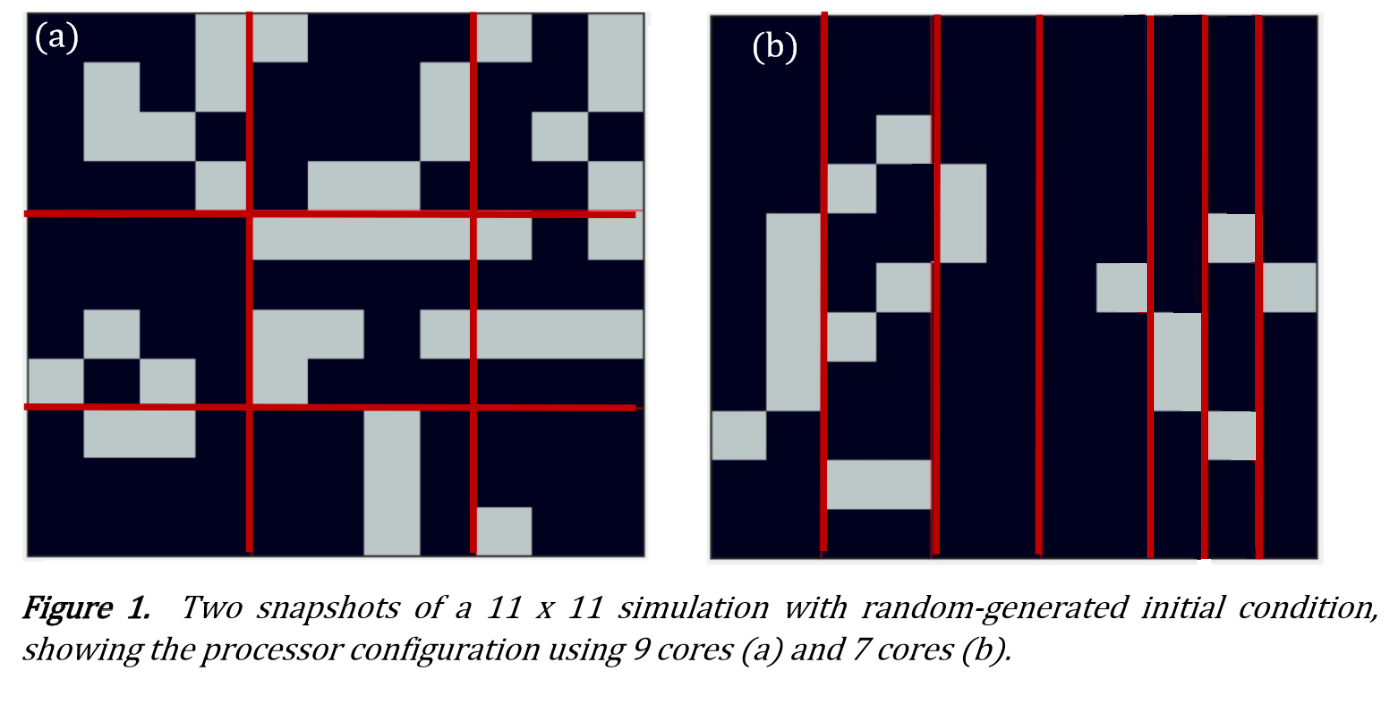 (a)
(b)
Figure 1. Two snapshots of a 11 x 11 simulation with random-generated initial condition,
showing the processor configuration using 9 cores (a) and 7 cores (b).